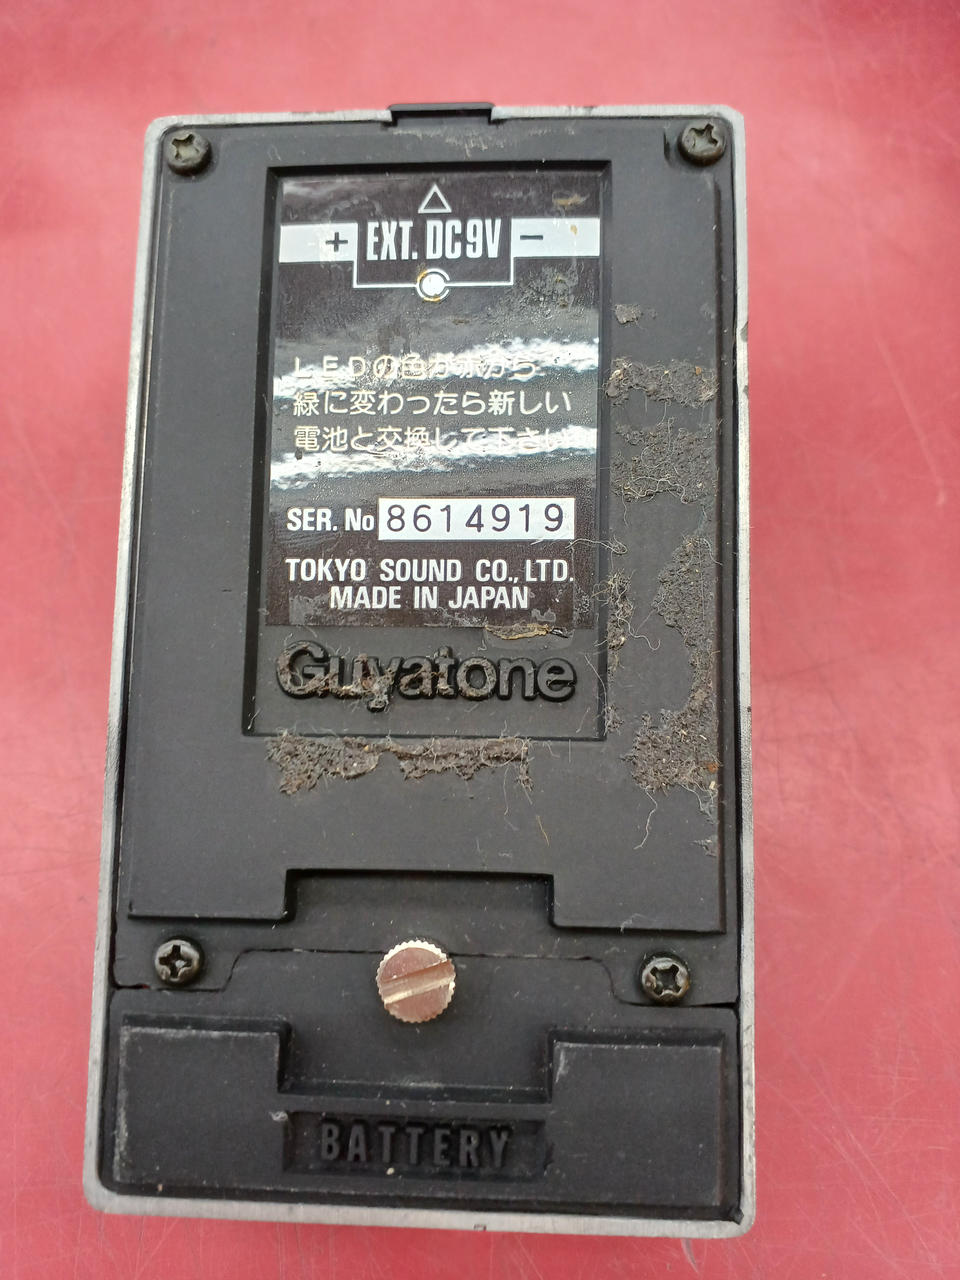 + EXT. DC9V −
LEDの色が赤から
緑に変わったら新しい
電池と交換して下さい
SER. No 8614919
TOKYO SOUND CO., LTD.
MADE IN JAPAN
Guyatone
BATTERY